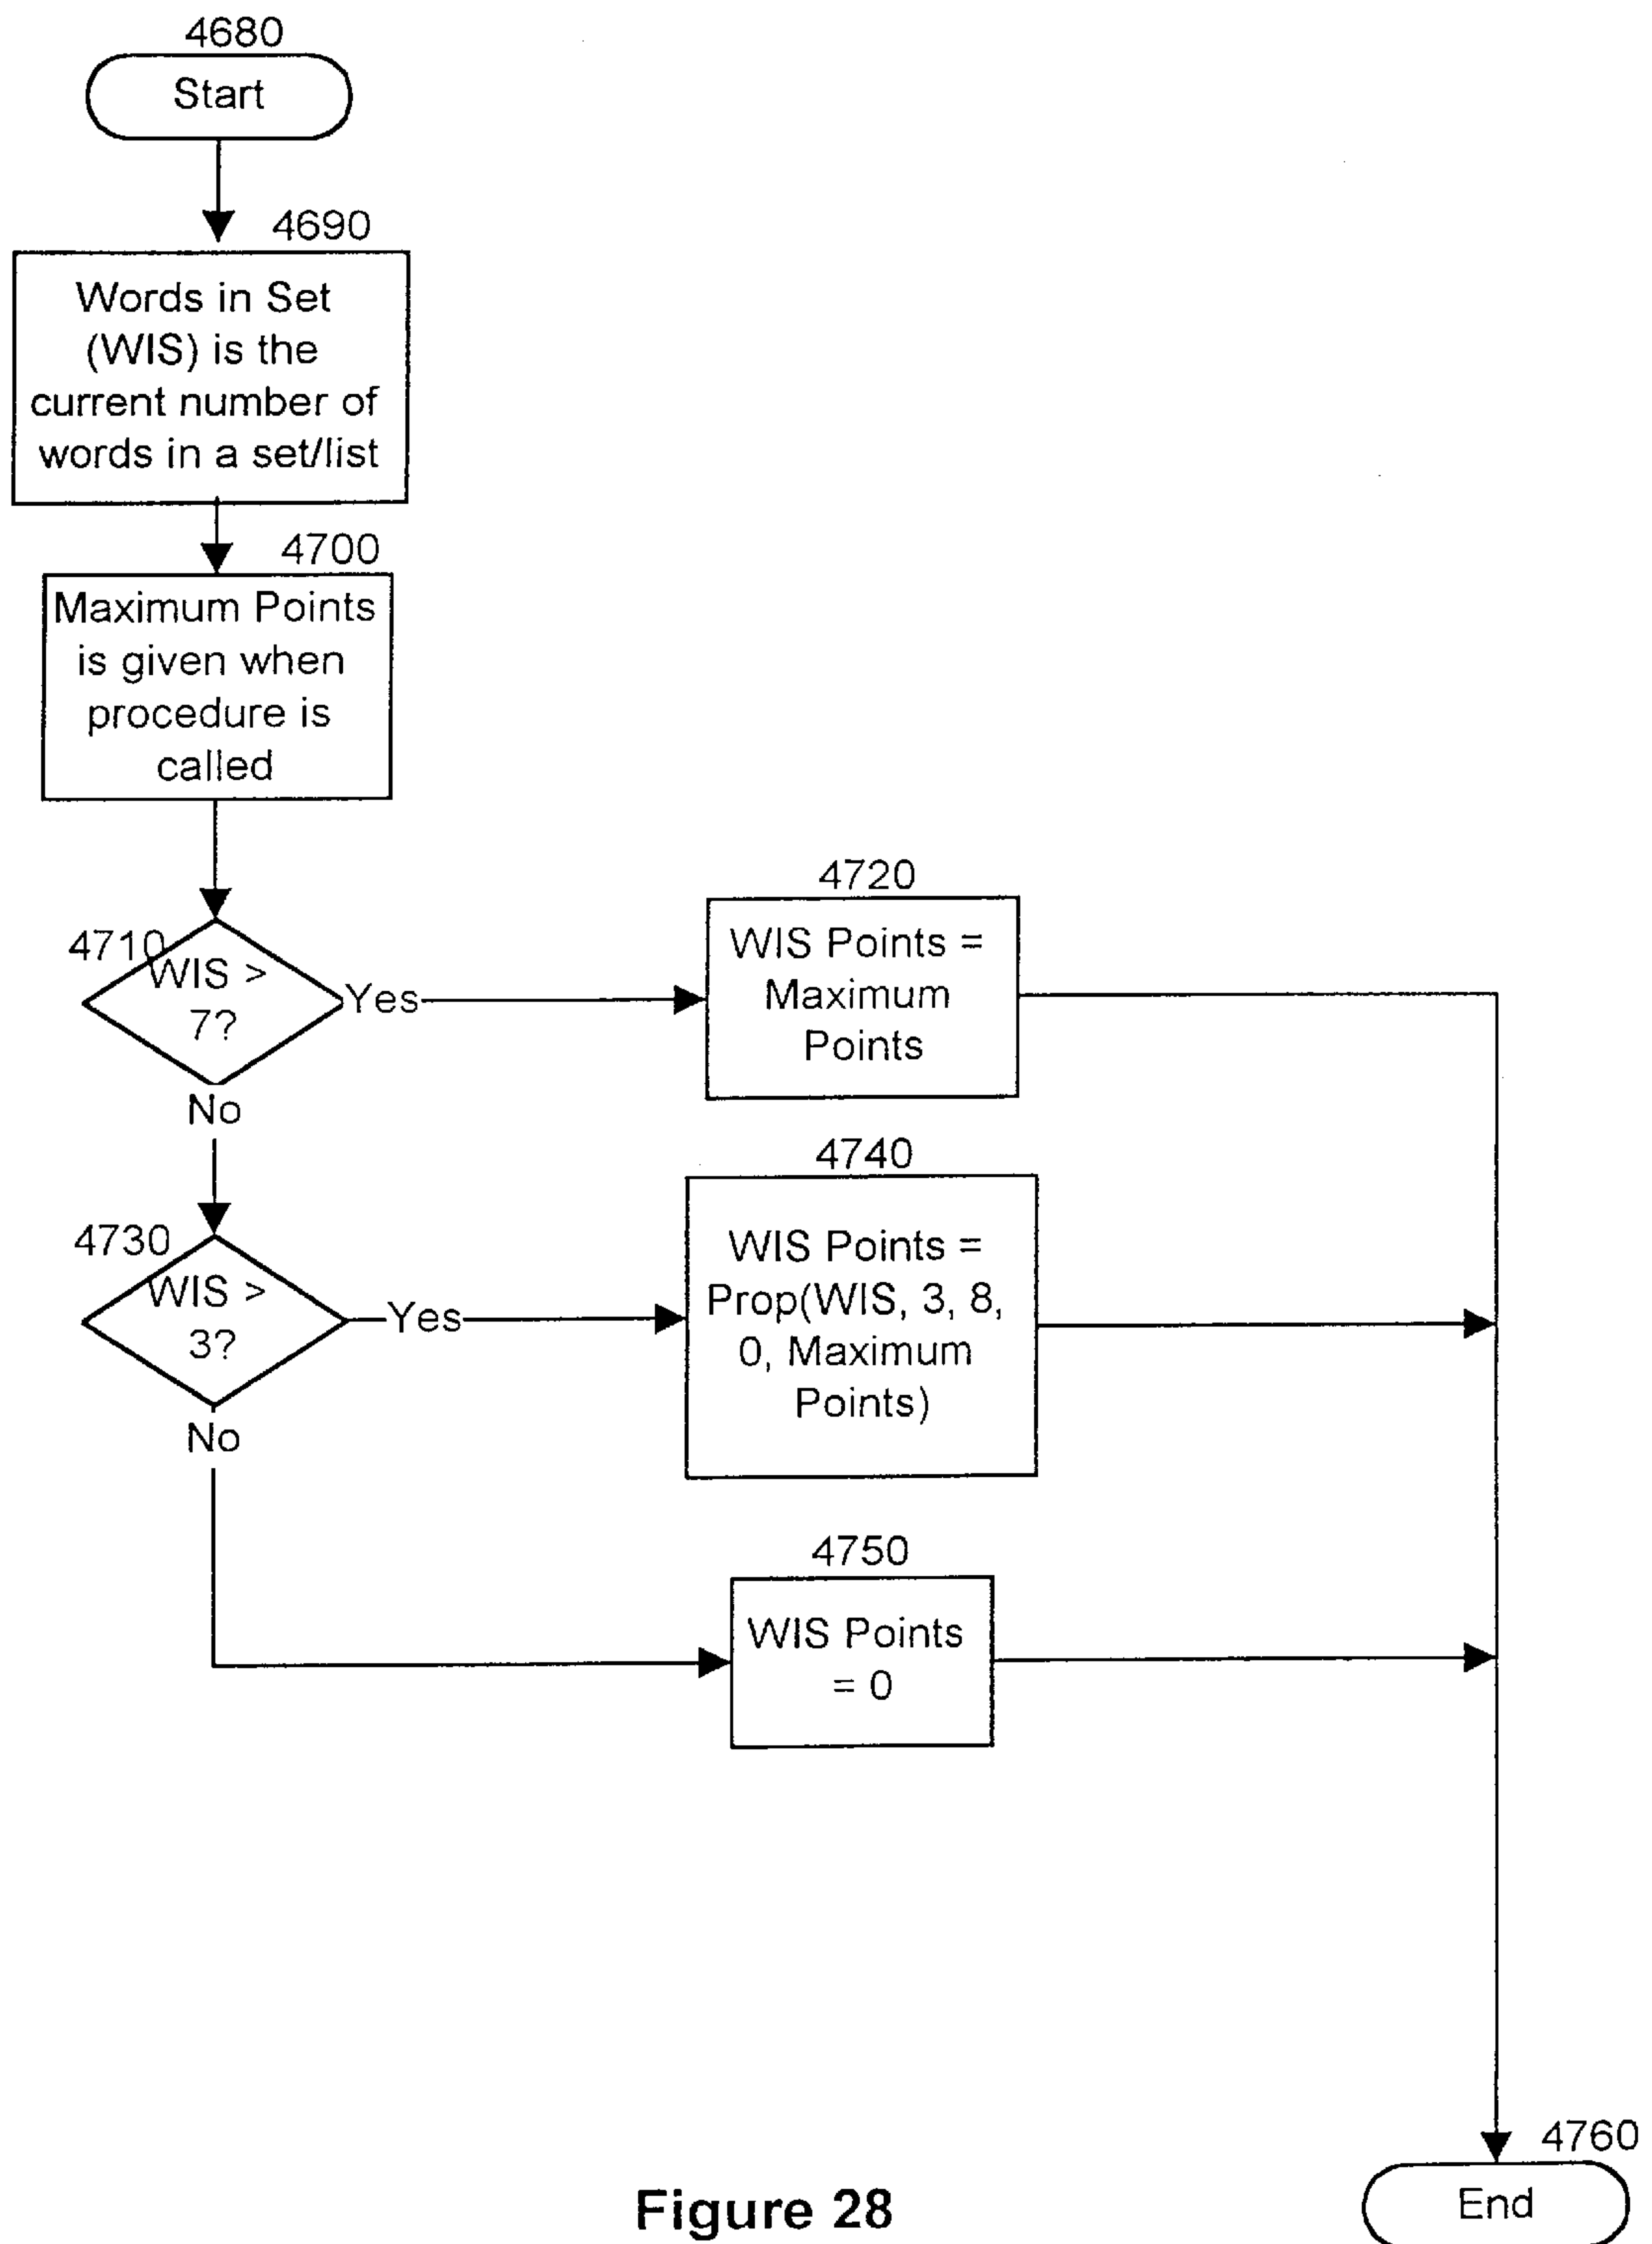 4680
Start
4690
Words in Set
(WIS) is the
current number of
words in a set/list
4700
Maximum Points
is given when
procedure is
called
4710
WIS >
7?
Yes
4720
WIS Points =
Maximum
Points
No
4730
WIS >
3?
Yes
4740
WIS Points =
Prop(WIS, 3, 8,
0, Maximum
Points)
No
4750
WIS Points
= 0
4760
End
Figure 28